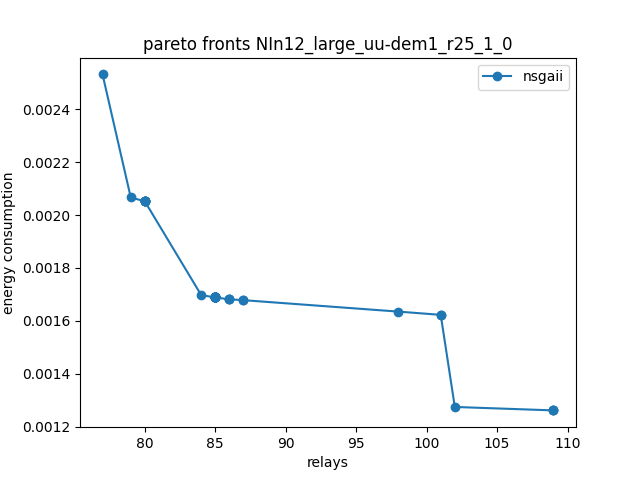 pareto fronts NIn12_large_uu-dem1_r25_1_0
nsgaii
energy consumption
0.0024
0.0022
0.0020
0.0018
0.0016
0.0014
0.0012
80 85 90 95 100 105 110
relays